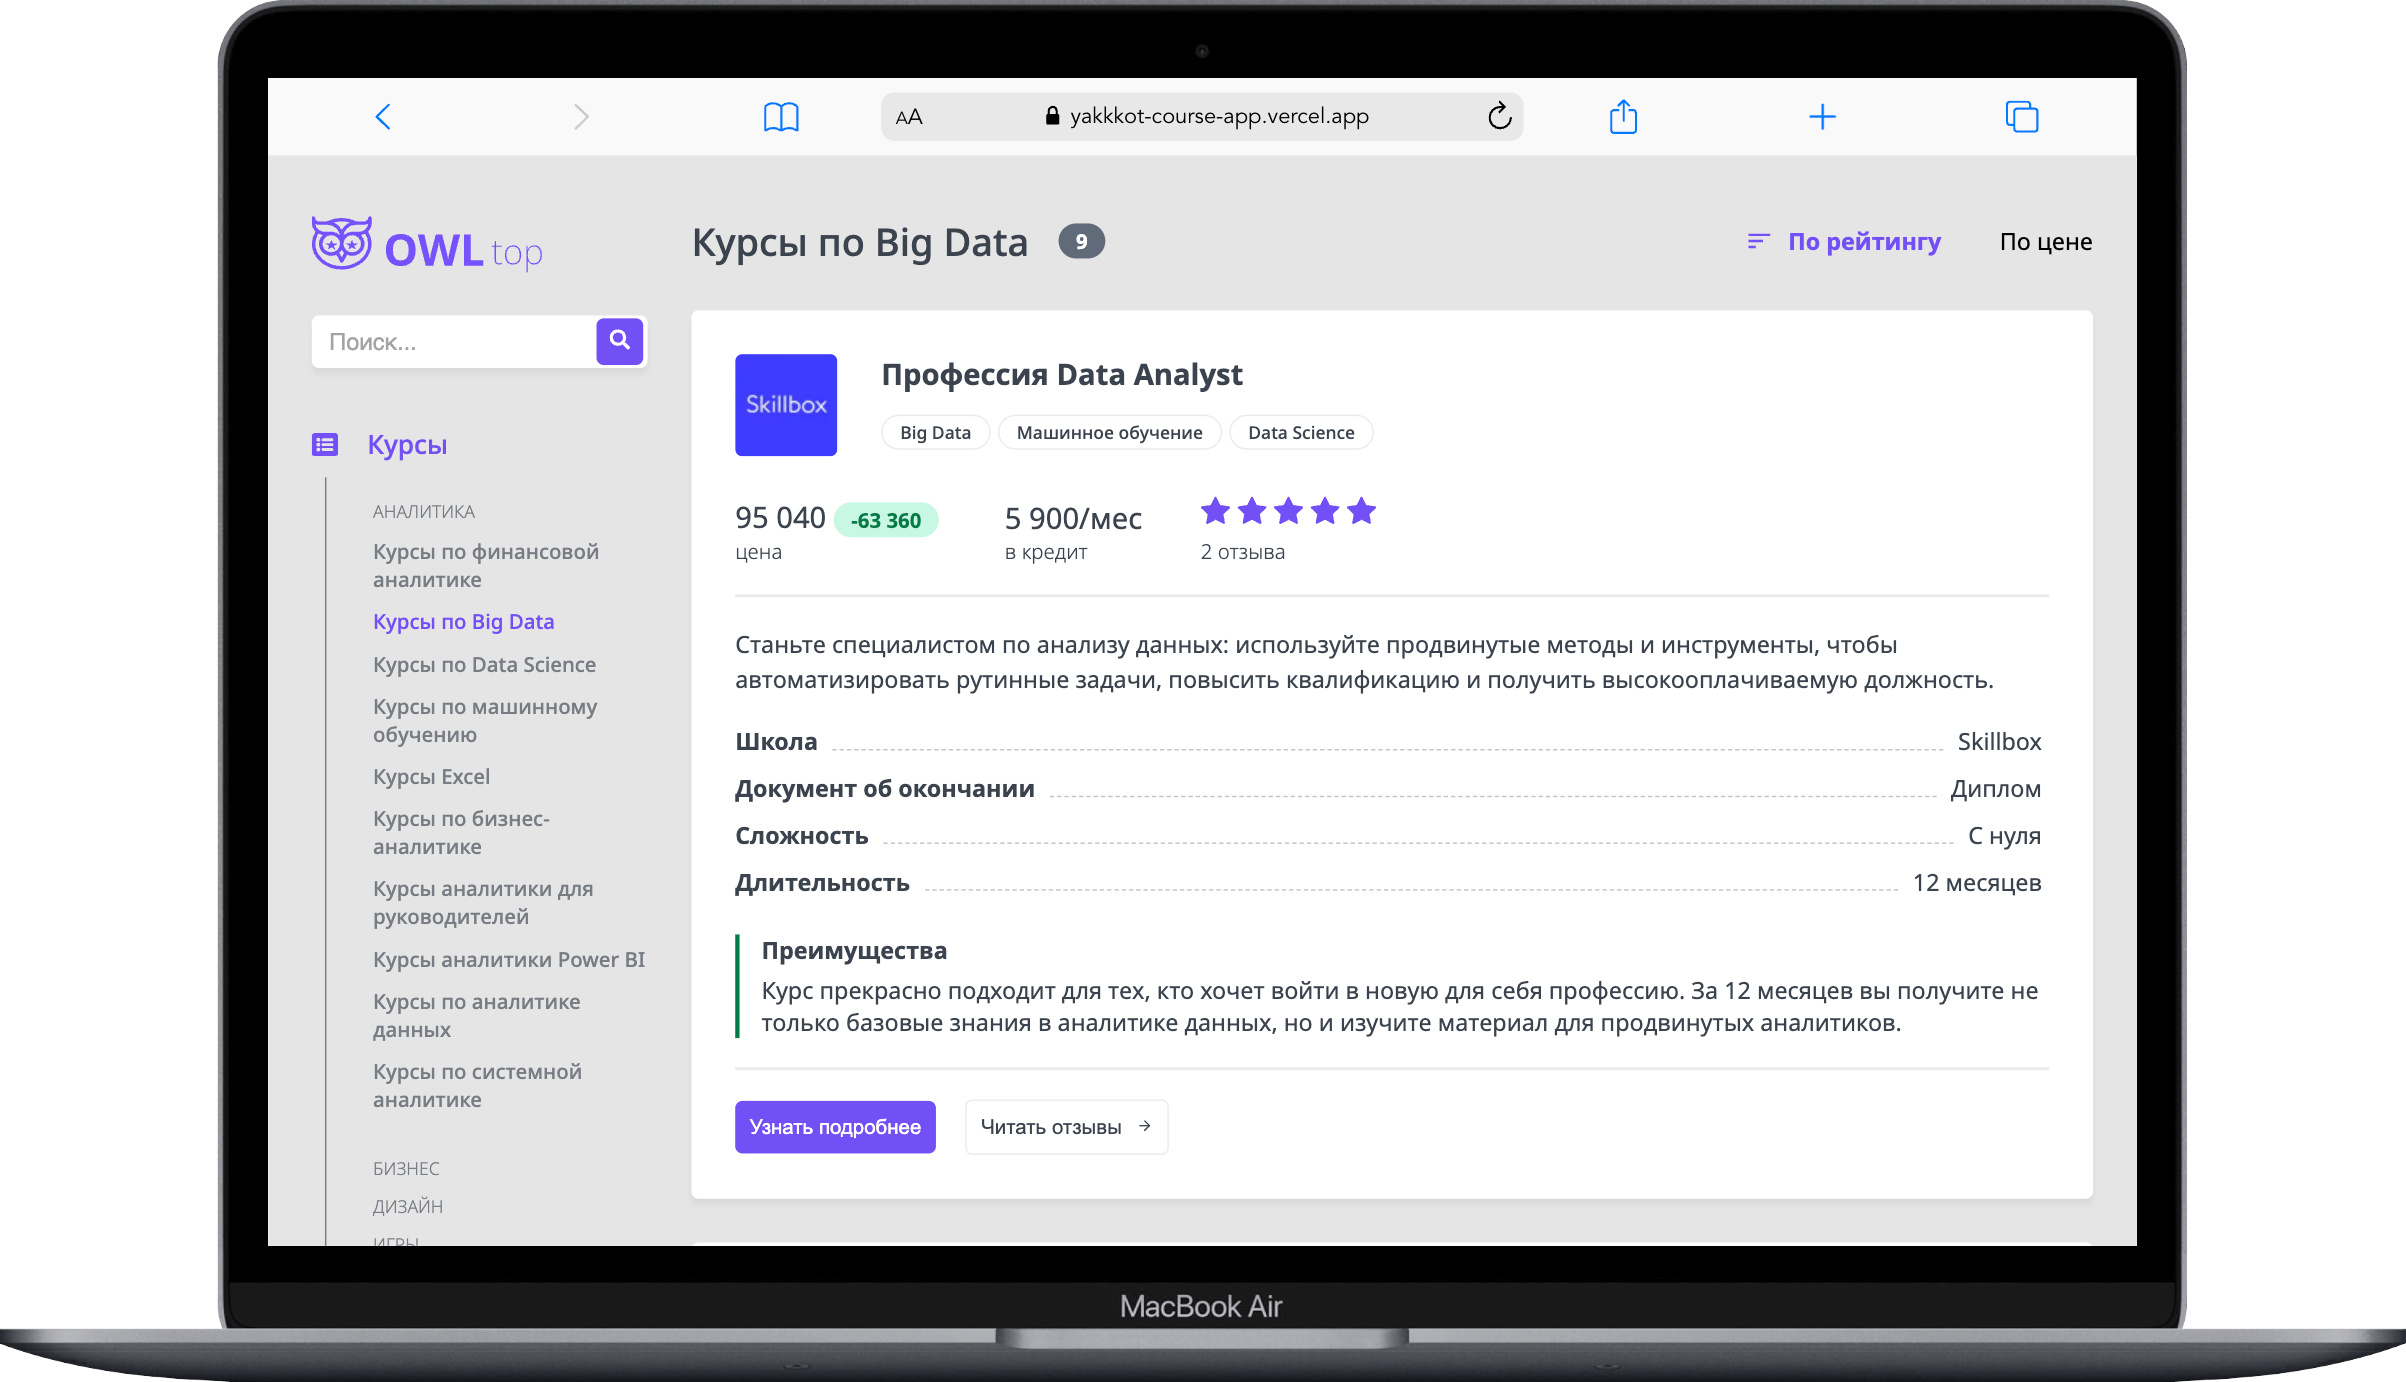 AA
yakkkot-course-app.vercel.app
OWL top
Курсы по Big Data 9
По рейтингу
По цене
Поиск...
Курсы
АНАЛИТИКА
Курсы по финансовой
аналитике
Курсы по Big Data
Курсы по Data Science
Курсы по машинному
обучению
Курсы Excel
Курсы по бизнес-
аналитике
Курсы аналитики для
руководителей
Курсы аналитики Power BI
Курсы по аналитике
данных
Курсы по системной
аналитике
БИЗНЕС
ДИЗАЙН
ИГРЫ
Skillbox
Профессия Data Analyst
Big Data
Машинное обучение
Data Science
95 040 -63 360
цена
5 900/мес
в кредит
2 отзыва
Станьте специалистом по анализу данных: используйте продвинутые методы и инструменты, чтобы
автоматизировать рутинные задачи, повысить квалификацию и получить высокооплачиваемую должность.
Школа Skillbox
Документ об окончании Диплом
Сложность С нуля
Длительность 12 месяцев
Преимущества
Курс прекрасно подходит для тех, кто хочет войти в новую для себя профессию. За 12 месяцев вы получите не
только базовые знания в аналитике данных, но и изучите материал для продвинутых аналитиков.
Узнать подробнее
Читать отзывы
MacBook Air